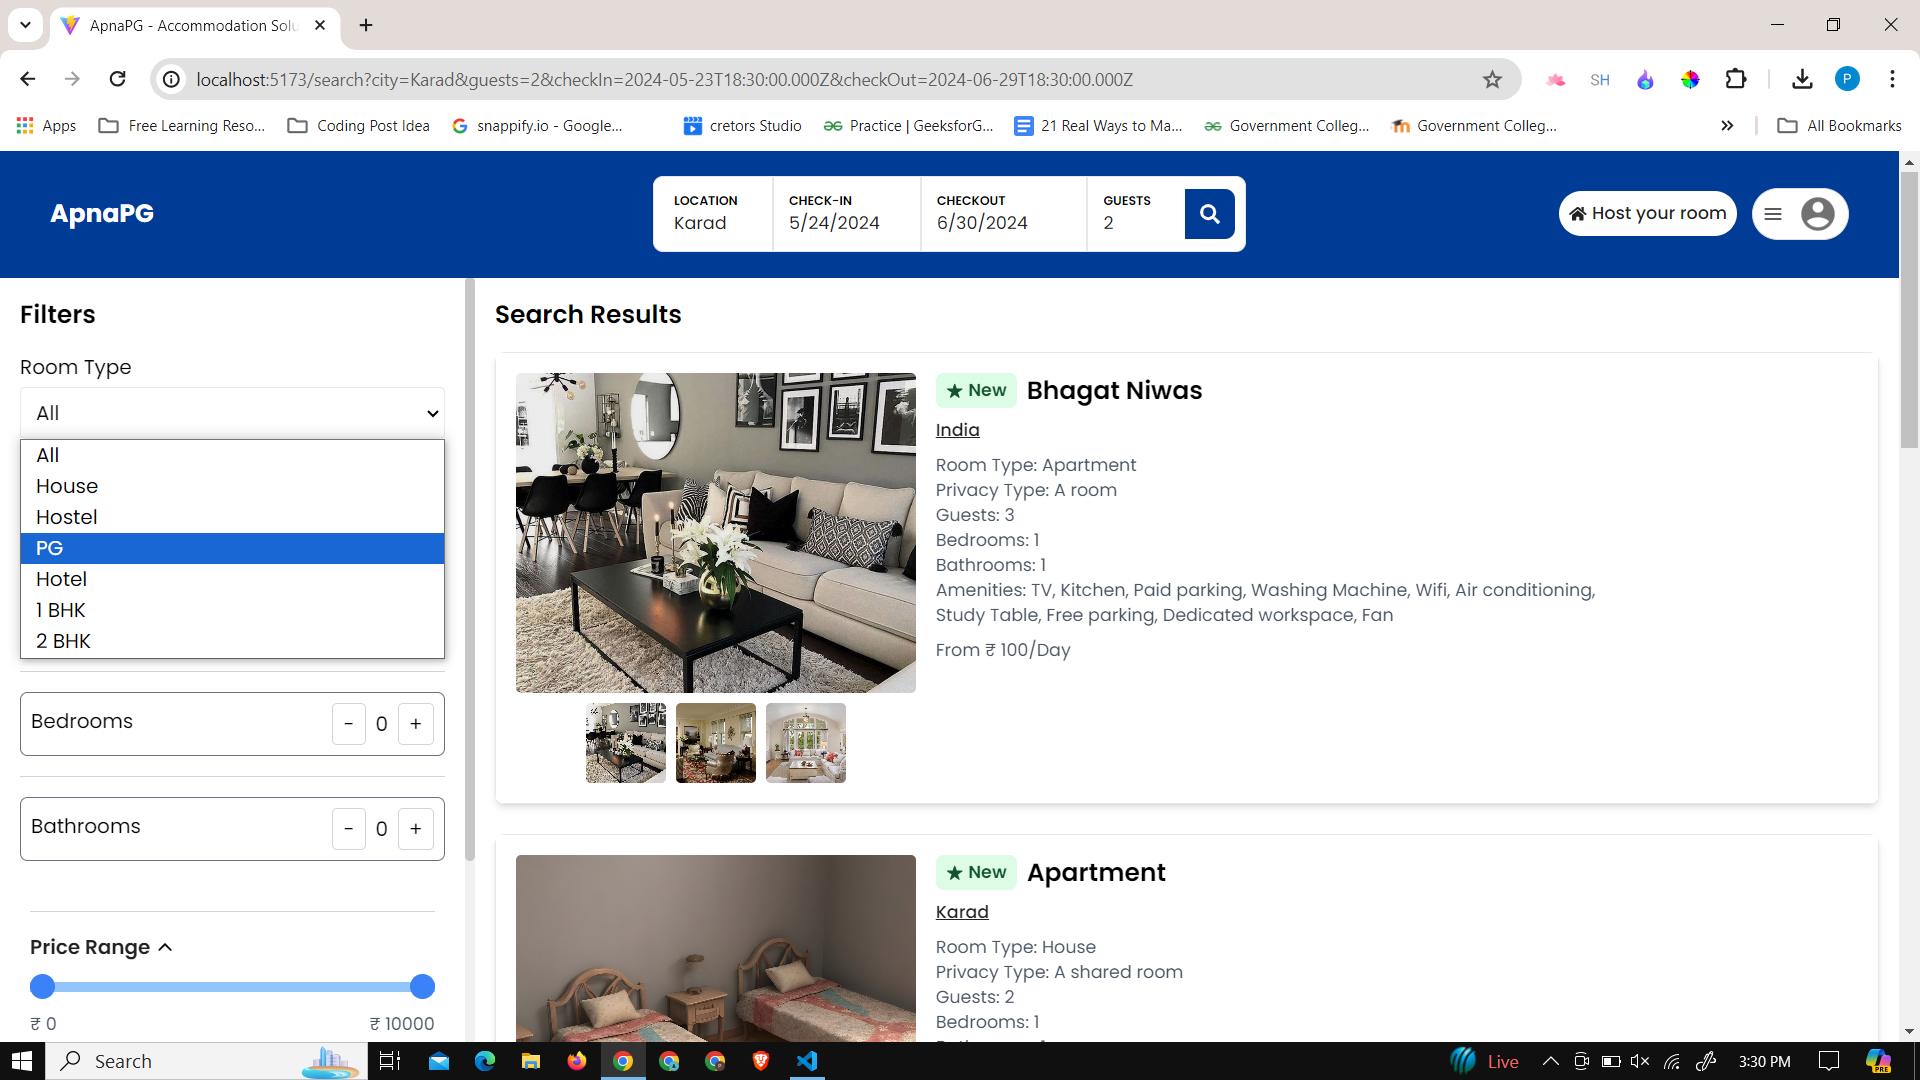 ApnaPG - Accommodation Solu
localhost:5173/search?city=Karad&guests=2&checkIn=2024-05-23T18:30:00.000Z&checkOut=2024-06-29T18:30:00.000Z
SH
P
Apps
Free Learning Reso...
Coding Post Idea
snappify.io - Google...
cretors Studio
Practice | GeeksforG...
21 Real Ways to Ma...
Government Colleg...
Government Colleg...
All Bookmarks
ApnaPG
LOCATION
Karad
CHECK-IN
5/24/2024
CHECKOUT
6/30/2024
GUESTS
2
Host your room
Filters
Room Type
All
All
House
Hostel
PG
Hotel
1 BHK
2 BHK
Bedrooms
- 0 +
Bathrooms
- 0 +
Price Range
₹ 0
₹ 10000
Search Results
New
Bhagat Niwas
India
Room Type: Apartment
Privacy Type: A room
Guests: 3
Bedrooms: 1
Bathrooms: 1
Amenities: TV, Kitchen, Paid parking, Washing Machine, Wifi, Air conditioning,
Study Table, Free parking, Dedicated workspace, Fan
From ₹ 100/Day
New
Apartment
Karad
Room Type: House
Privacy Type: A shared room
Guests: 2
Bedrooms: 1
Search
Live
3:30 PM
PRE